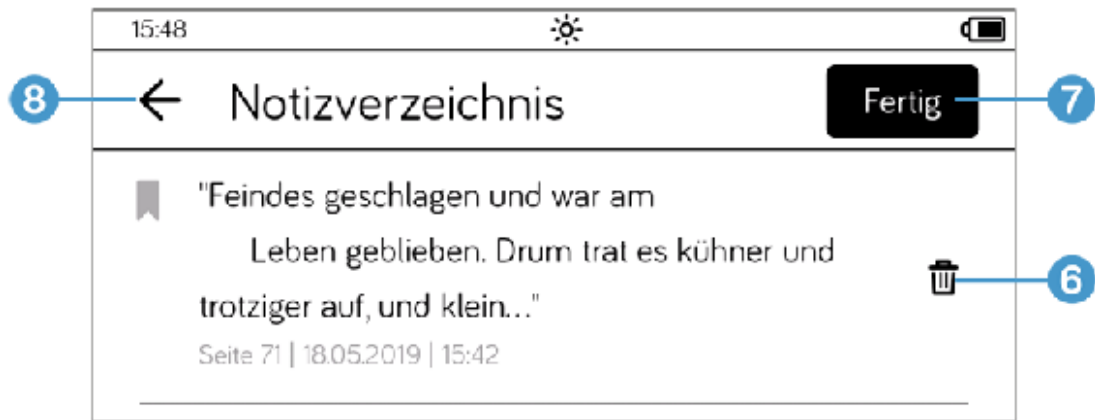 15:48
8
Notizverzeichnis
Fertig
7
"Feindes geschlagen und war am
Leben geblieben. Drum trat es kühner und
6
trotziger auf, und klein..."
Seite 71 | 18.05.2019 | 15:42